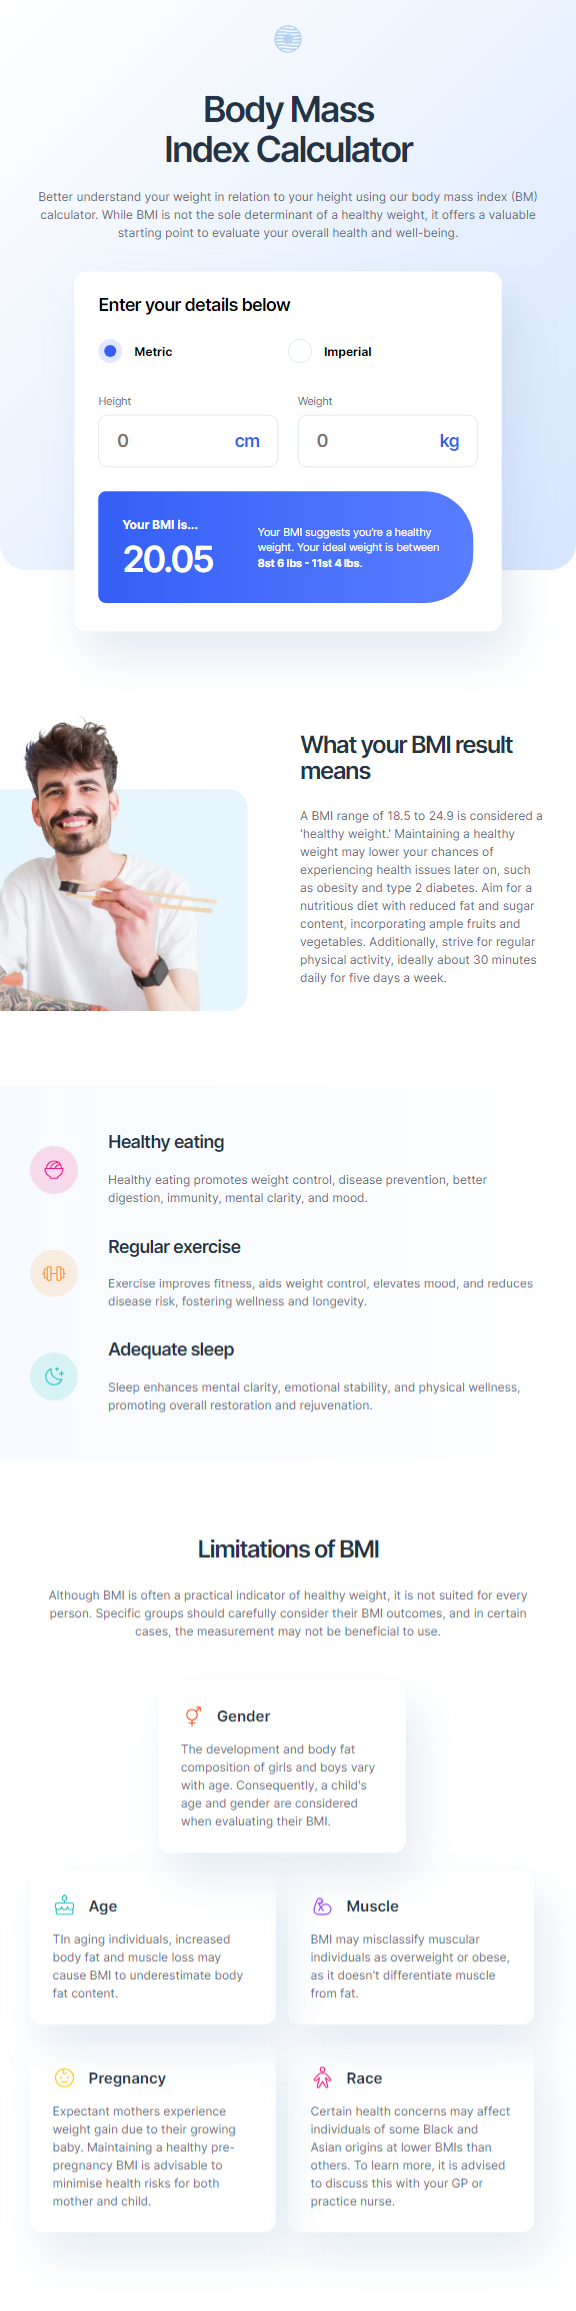 Body Mass
Index Calculator
Better understand your weight in relation to your height using our body mass index (BM)
calculator. While BMI is not the sole determinant of a healthy weight, it offers a valuable
starting point to evaluate your overall health and well-being.
Enter your details below
Metric
Imperial
Height
Weight
0 cm
0 kg
Your BMI is...
20.05
Your BMI suggests you're a healthy
weight. Your ideal weight is between
8st 6 lbs - 11st 4 lbs.
What your BMI result
means
A BMI range of 18.5 to 24.9 is considered a
'healthy weight.' Maintaining a healthy
weight may lower your chances of
experiencing health issues later on, such
as obesity and type 2 diabetes. Aim for a
nutritious diet with reduced fat and sugar
content, incorporating ample fruits and
vegetables. Additionally, strive for regular
physical activity, ideally about 30 minutes
daily for five days a week.
Healthy eating
Healthy eating promotes weight control, disease prevention, better
digestion, immunity, mental clarity, and mood.
Regular exercise
Exercise improves fitness, aids weight control, elevates mood, and reduces
disease risk, fostering wellness and longevity.
Adequate sleep
Sleep enhances mental clarity, emotional stability, and physical wellness,
promoting overall restoration and rejuvenation.
Limitations of BMI
Although BMI is often a practical indicator of healthy weight, it is not suited for every
person. Specific groups should carefully consider their BMI outcomes, and in certain
cases, the measurement may not be beneficial to use.
Gender
The development and body fat
composition of girls and boys vary
with age. Consequently, a child's
age and gender are considered
when evaluating their BMI.
Age
TIn aging individuals, increased
body fat and muscle loss may
cause BMI to underestimate body
fat content.
Muscle
BMI may misclassify muscular
individuals as overweight or obese,
as it doesn't differentiate muscle
from fat.
Pregnancy
Expectant mothers experience
weight gain due to their growing
baby. Maintaining a healthy pre-
pregnancy BMI is advisable to
minimise health risks for both
mother and child.
Race
Certain health concerns may affect
individuals of some Black and
Asian origins at lower BMIs than
others. To learn more, it is advised
to discuss this with your GP or
practice nurse.